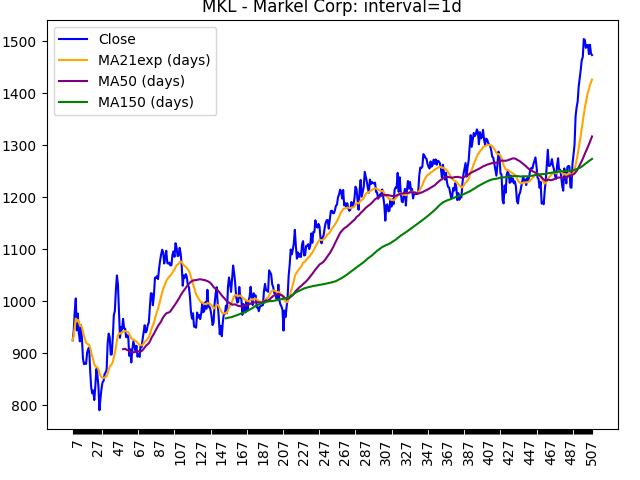 MKL - Markel Corp: interval=1d
Close
MA21exp (days)
MA50 (days)
MA150 (days)
1500
1400
1300
1200
1100
1000
900
800
7 27 47 67 87 107 127 147 167 187 207 227 247 267 287 307 327 347 367 387 407 427 447 467 487 507